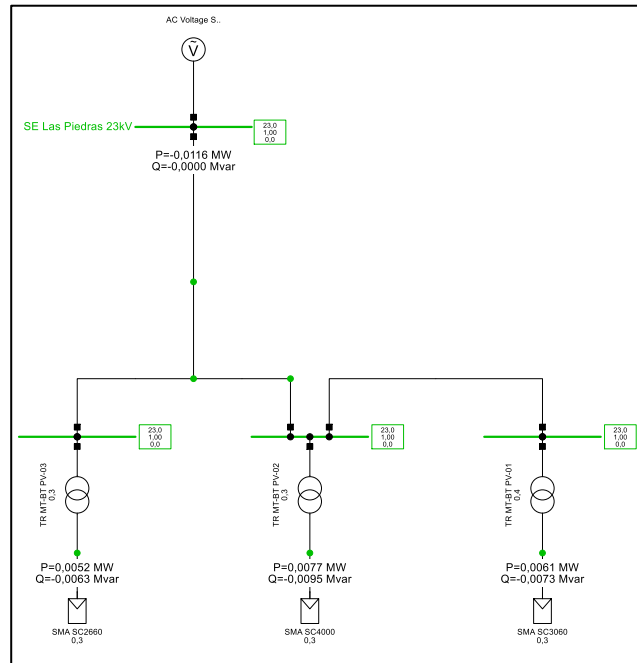 AC Voltage S..
V
SE Las Piedras 23kV
23,0
1,00
0,0
P=-0,0116 MW
Q=-0,0000 Mvar
23,0
1,00
0,0
23,0
1,00
0,0
23,0
1,00
0,0
TR MT-BT PV-03
0,3
TR MT-BT PV-02
0,3
TR MT-BT PV-01
0,4
P=0,0052 MW
Q=-0,0063 Mvar
P=0,0077 MW
Q=-0,0095 Mvar
P=0,0061 MW
Q=-0,0073 Mvar
SMA SC2660
0,3
SMA SC4000
0,3
SMA SC3060
0,3